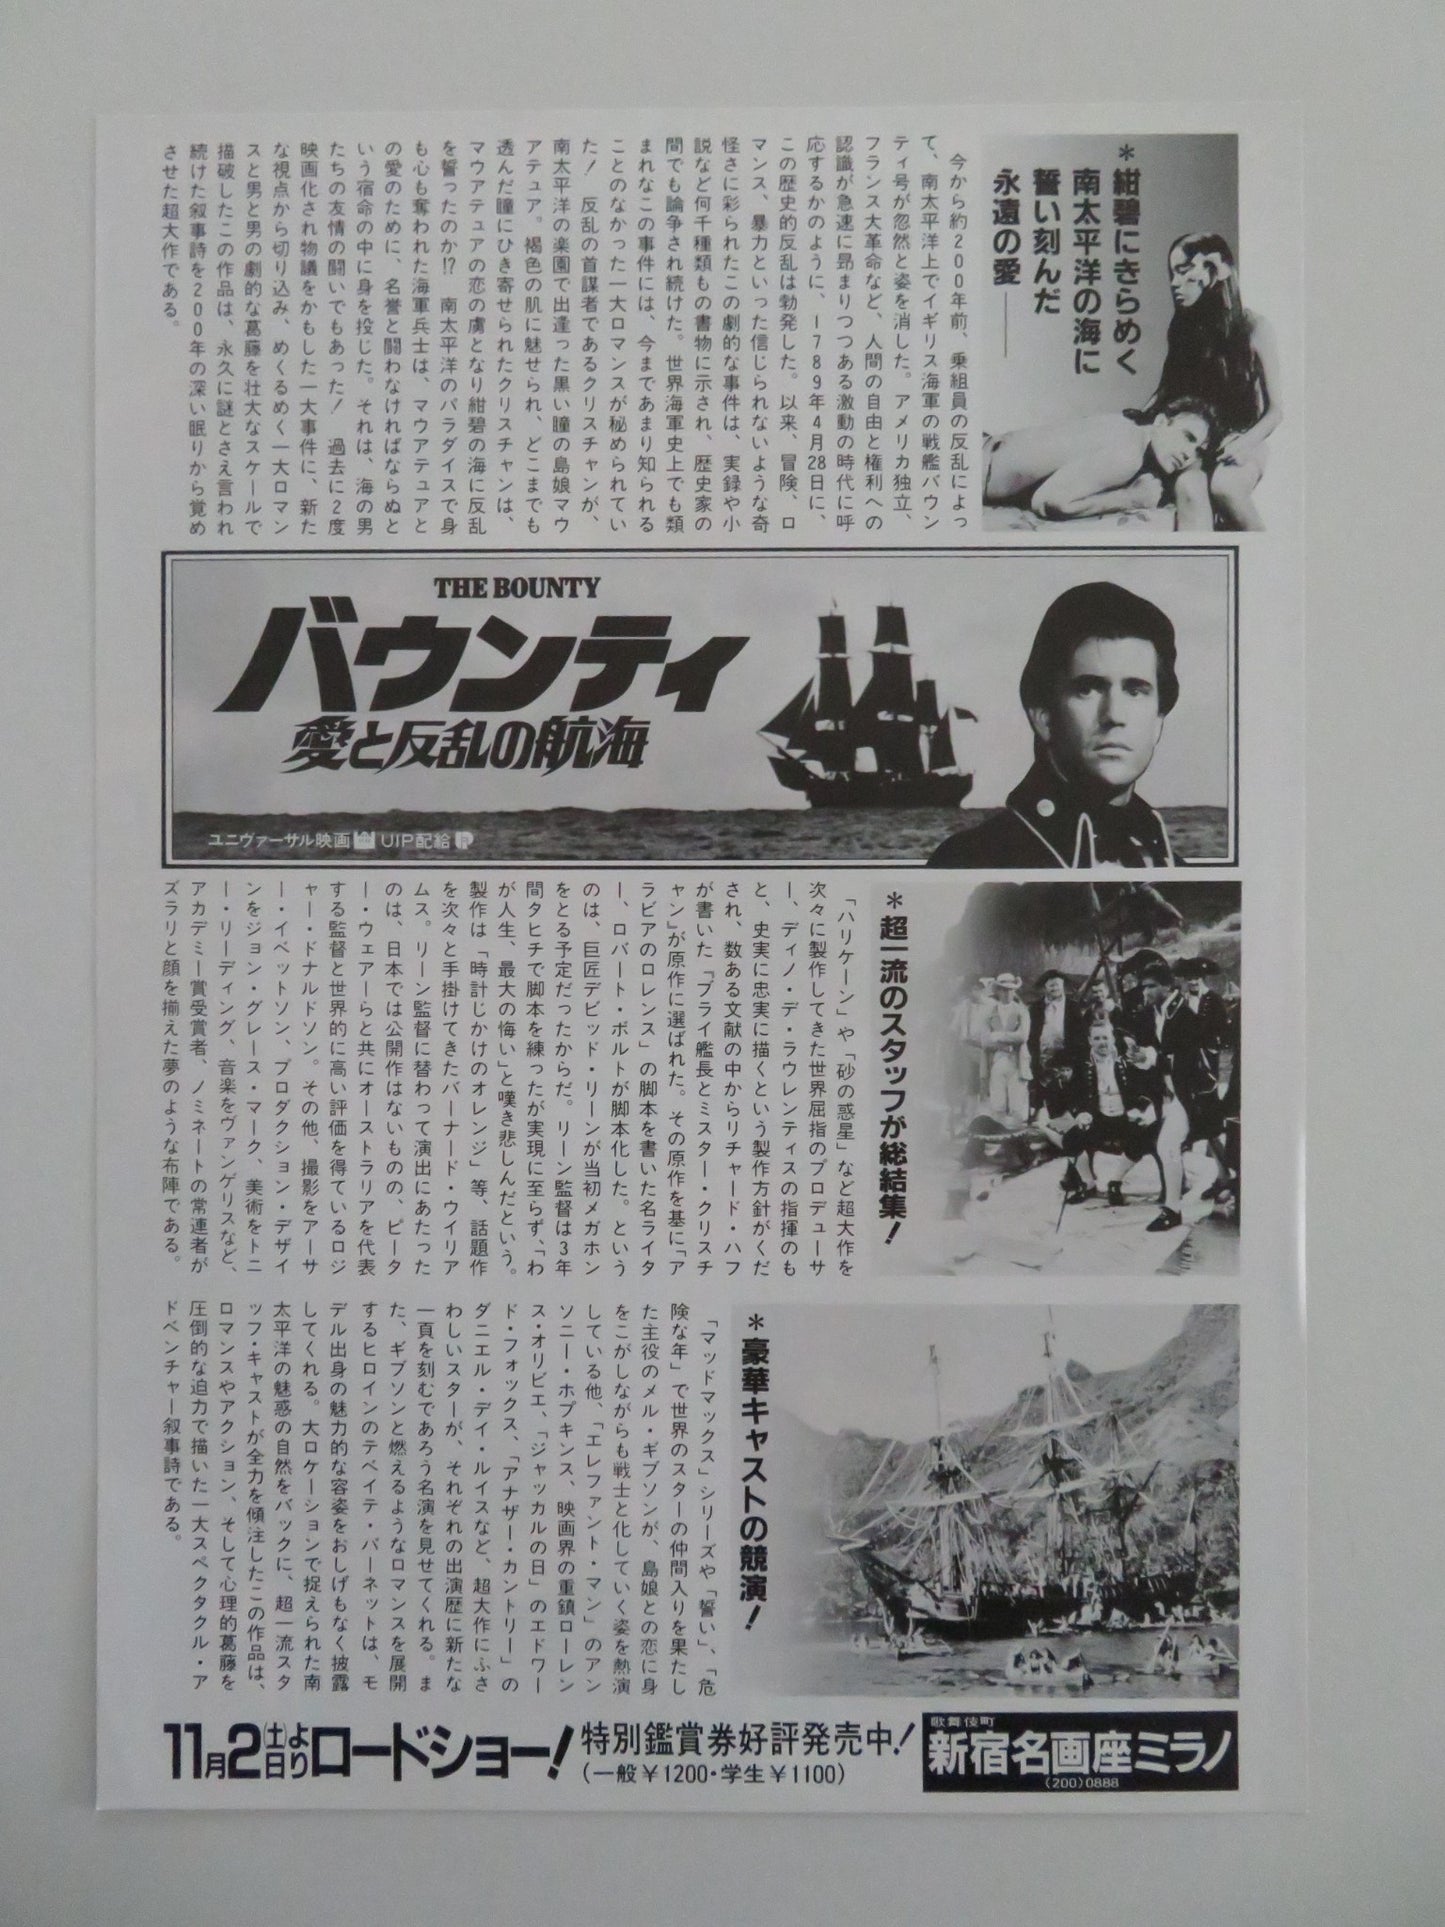 ＊紺碧にきらめく
南太平洋の海に
誓い刻んだ
永遠の愛――
今から約200年前、乗組員の反乱によっ
て、南太平洋上でイギリス海軍の戦艦バウン
ティ号が忽然と姿を消した。アメリカ独立、
フランス大革命など、人間の自由と権利への
認識が急速に昂まりつつある激動の時代に呼
応するかのように、1789年4月28日に、
この歴史的反乱は勃発した。以来、冒険、ロ
マンス、暴力といった信じられないような奇
怪さに彩られたこの劇的な事件は、実録や小
説など何千種類もの書物に示され、歴史家の
間でも論争され続けた。世界海軍史上でも類
まれなこの事件には、今まであまり知られる
ことのなかった一大ロマンスが秘められてい
た！ 反乱の首謀者であるクリスチャンが、
南太平洋の楽園で出逢った黒い瞳の島娘マウ
アテュア。褐色の肌に魅せられ、どこまでも
透んだ瞳にひき寄せられたクリスチャンは、
マウアテュアの恋の虜となり紺碧の海に反乱
を誓ったのか!? 南太平洋のパラダイスで身
も心も奪われた海軍兵士は、マウアテュアと
の愛のために、名誉と闘わなければならぬと
いう宿命の中に身を投じた。それは、海の男
たちの友情の闘いでもあった！ 過去に2度
映画化され物議をかもした一大事件に、新た
な視点から切り込み、めくるめく一大ロマン
スと男と男の劇的な葛藤を壮大なスケールで
描破したこの作品は、永久に謎とさえ言われ
続けた叙事詩を200年の深い眠りから覚め
させた超大作である。
THE BOUNTY
バウンティ
愛と反乱の航海
ユニヴァーサル映画 UIP配給
＊超一流のスタッフが総結集！
「ハリケーン」や「砂の惑星」など超大作を
次々に製作してきた世界屈指のプロデューサ
ー、ディノ・デ・ラウレンティスの指揮のも
と、史実に忠実に描くという製作方針がくだ
され、数ある文献の中からリチャード・ハフ
が書いた「ブライ艦長とミスター・クリスチ
ャン」が原作に選ばれた。その原作を基に「ア
ラビアのロレンス」の脚本を書いた名ライタ
ー、ロバート・ボルトが脚本化した。という
のは、巨匠デビッド・リーンが当初メガホン
をとる予定だったからだ。リーン監督は3年
間タヒチで脚本を練ったが実現に至らず、「わ
が人生、最大の悔い」と嘆き悲しんだという。
製作は「時計じかけのオレンジ」等、話題作
を次々と手掛けてきたバーナード・ウイリア
ムス。リーン監督に替わって演出にあたった
のは、日本では公開作はないものの、ピータ
ー・ウェアーらと共にオーストラリアを代表
する監督と世界的に高い評価を得ているロジ
ャー・ドナルドソン。その他、撮影をアーサ
ー・イベットソン、プロダクション・デザイ
ンをジョン・グレース・マーク、美術をトニ
ー・リーディング、音楽をヴァンゲリスなど、
アカデミー賞受賞者、ノミネートの常連者が
ズラリと顔を揃えた夢のような布陣である。
＊豪華キャストの競演！
「マッドマックス」シリーズや「誓い」、「危
険な年」で世界のスターの仲間入りを果たし
た主役のメル・ギブソンが、島娘との恋に身
をこがしながらも戦士と化していく姿を熱演
している他、「エレファント・マン」のアン
ソニー・ホプキンス、映画界の重鎮ローレン
ス・オリビエ、「ジャッカルの日」のエドワー
ド・フォックス、「アナザー・カントリー」の
ダニエル・デイ・ルイスなど、超大作にふさ
わしいスターが、それぞれの出演歴に新たな
一頁を刻むであろう名演を見せてくれる。ま
た、ギブソンと燃えるようなロマンスを展開
するヒロインのテベイテ・バーネットは、モ
デル出身の魅力的な容姿をおしげもなく披露
してくれる。大ロケーションで捉えられた南
太平洋の魅惑の自然をバックに、超一流スタ
ッフ・キャストが全力を傾注したこの作品は、
ロマンスやアクション、そして心理的葛藤を
圧倒的な迫力で描いた一大スペクタクル・ア
ドベンチャー叙事詩である。
11月2日(土)よりロードショー！
特別鑑賞券好評発売中！
(一般￥1200・学生￥1100)
歌舞伎町
新宿名画座ミラノ
(200)0888